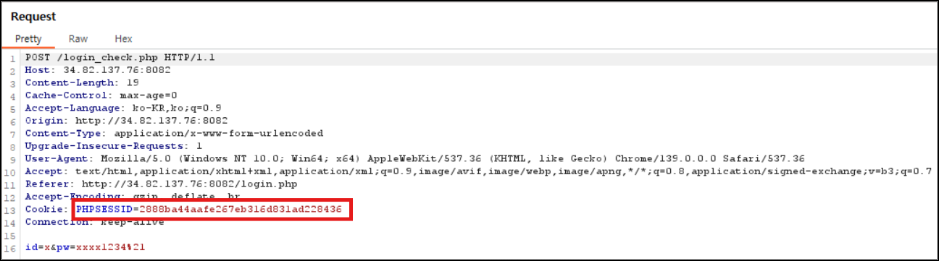 Request
Pretty Raw Hex
1 POST /login_check.php HTTP/1.1
2 Host: 34.82.137.76:8082
3 Content-Length: 19
4 Cache-Control: max-age=0
5 Accept-Language: ko-KR,ko;q=0.9
6 Origin: http://34.82.137.76:8082
7 Content-Type: application/x-www-form-urlencoded
8 Upgrade-Insecure-Requests: 1
9 User-Agent: Mozilla/5.0 (Windows NT 10.0; Win64; x64) AppleWebKit/537.36 (KHTML, like Gecko) Chrome/139.0.0.0 Safari/537.36
10 Accept: text/html,application/xhtml+xml,application/xml;q=0.9,image/avif,image/webp,image/apng,*/*;q=0.8,application/signed-exchange;v=b3;q=0.7
11 Referer: http://34.82.137.76:8082/login.php
12 Accept-Encoding: gzip, deflate, br
13 Cookie: PHPSESSID=2888ba44aafe267eb316d831ad228436
14 Connection: keep-alive
15
16 id=x&pw=xxxx1234%21